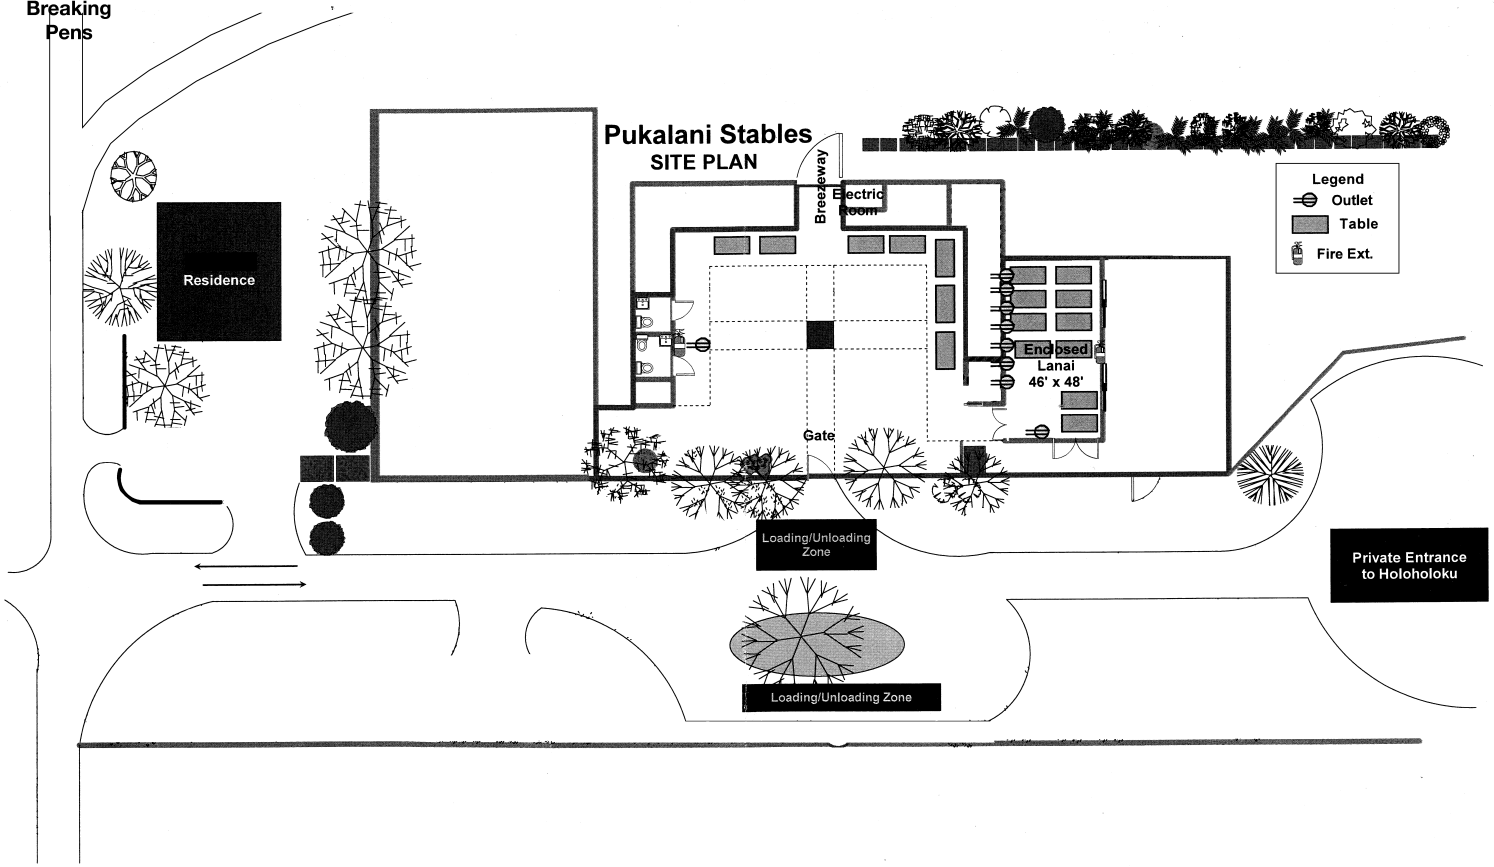 Breaking
Pens
Pukalani Stables
SITE PLAN
Breezeway
Electric
Room
Legend
Outlet
Table
Fire Ext.
Residence
Enclosed
Lanai
46' x 48'
Gate
Loading/Unloading
Zone
Private Entrance
to Holoholoku
Loading/Unloading Zone